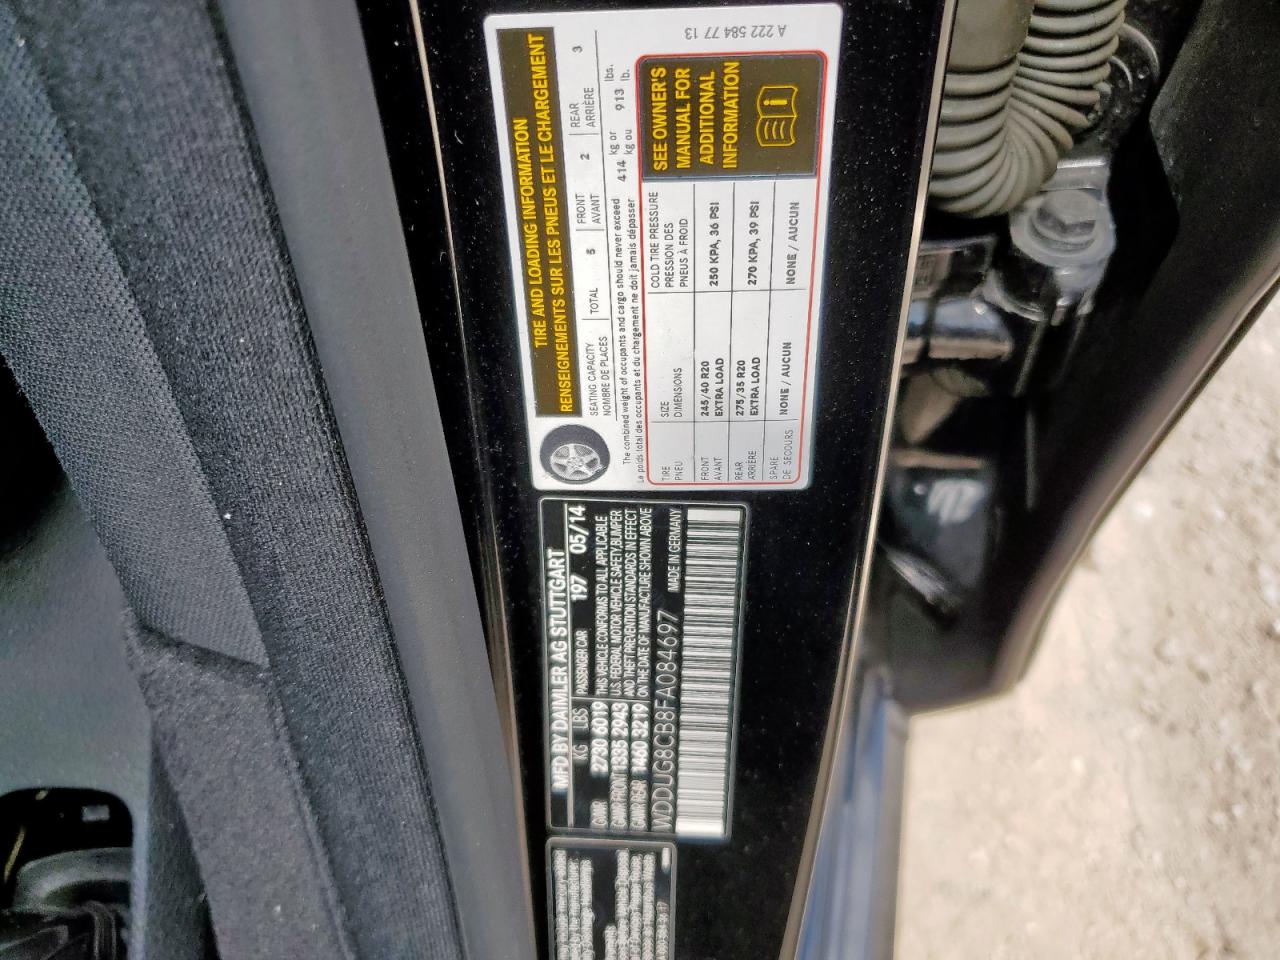 A 222 584 77 13
TIRE AND LOADING INFORMATION
RENSEIGNEMENTS SUR LES PNEUS ET LE CHARGEMENT
SEATING CAPACITY
NOMBRE DE PLACES
TOTAL 5
FRONT
AVANT 2
REAR
ARRIÈRE 3
The combined weight of occupants and cargo should never exceed 414 kg or 913 lbs.
Le poids total des occupants et du chargement ne doit jamais dépasser kg ou lb.
TIRE
PNEU
SIZE
DIMENSIONS
COLD TIRE PRESSURE
PRESSION DES
PNEUS À FROID
FRONT
AVANT
245/40 R20
EXTRA LOAD
250 KPA, 36 PSI
REAR
ARRIÈRE
275/35 R20
EXTRA LOAD
270 KPA, 39 PSI
SPARE
DE SECOURS
NONE / AUCUN
NONE / AUCUN
SEE OWNER'S
MANUAL FOR
ADDITIONAL
INFORMATION
MFD BY DAIMLER AG STUTTGART
KG LBS PASSENGER CAR 197 05/14
GVWR 2730 6019 THIS VEHICLE CONFORMS TO ALL APPLICABLE
GAWR FRONT 1335 2943 U.S. FEDERAL MOTOR VEHICLE SAFETY, BUMPER
GAWR REAR 1460 3219 AND THEFT PREVENTION STANDARDS IN EFFECT
ON THE DATE OF MANUFACTURE SHOWN ABOVE
WDDUG8CB8FA084697 MADE IN GERMANY